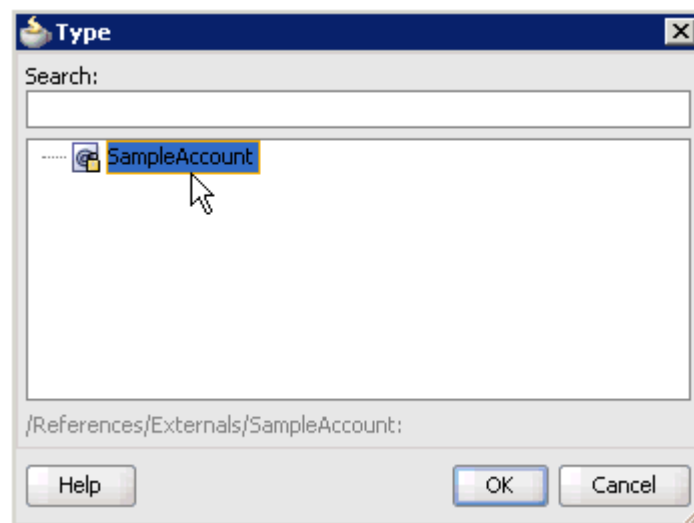 Type
Search:
SampleAccount
/References/Externals/SampleAccount:
Help
OK
Cancel